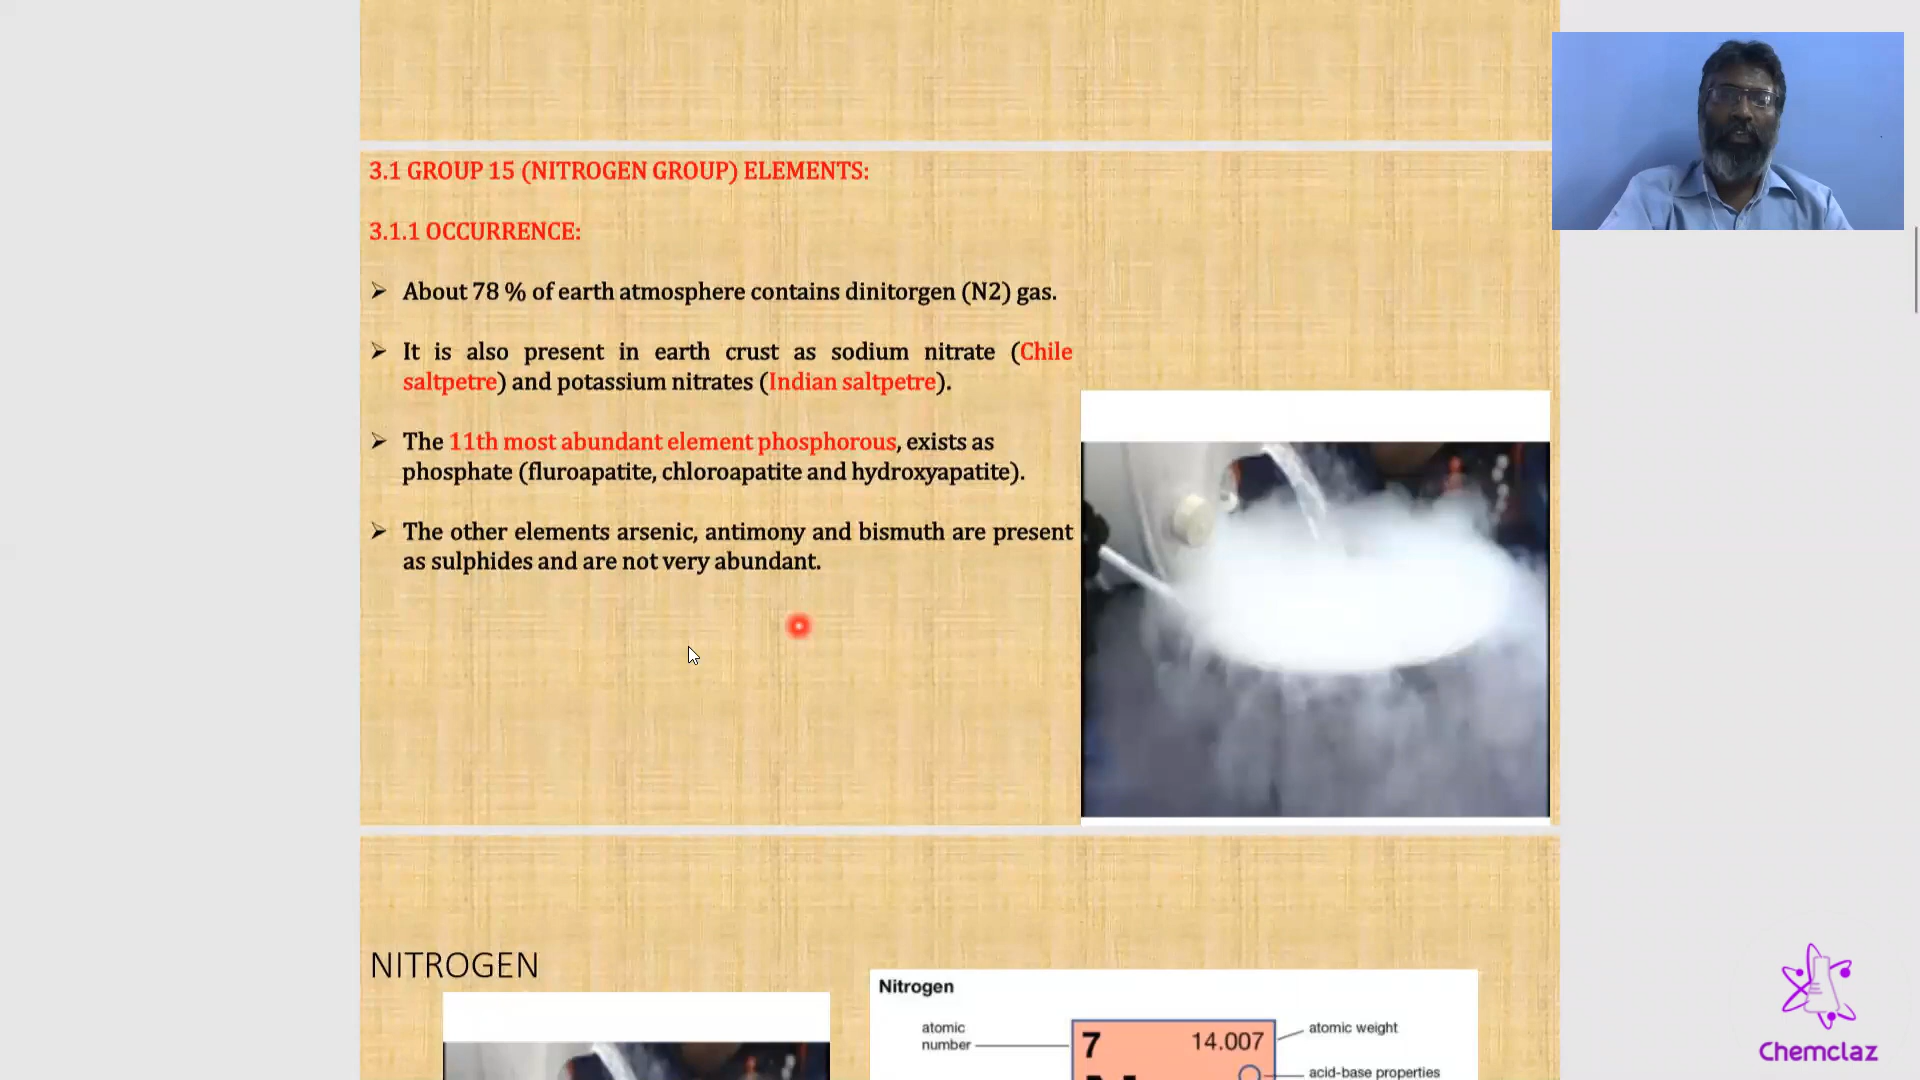 3.1 GROUP 15 (NITROGEN GROUP) ELEMENTS:
3.1.1 OCCURRENCE:
➢ About 78 % of earth atmosphere contains dinitorgen (N2) gas.
➢ It is also present in earth crust as sodium nitrate (Chile
saltpetre) and potassium nitrates (Indian saltpetre).
➢ The 11th most abundant element phosphorous, exists as
phosphate (fluroapatite, chloroapatite and hydroxyapatite).
➢ The other elements arsenic, antimony and bismuth are present
as sulphides and are not very abundant.
NITROGEN
Nitrogen
atomic
number
7
14.007
atomic weight
acid-base properties
Chemclaz